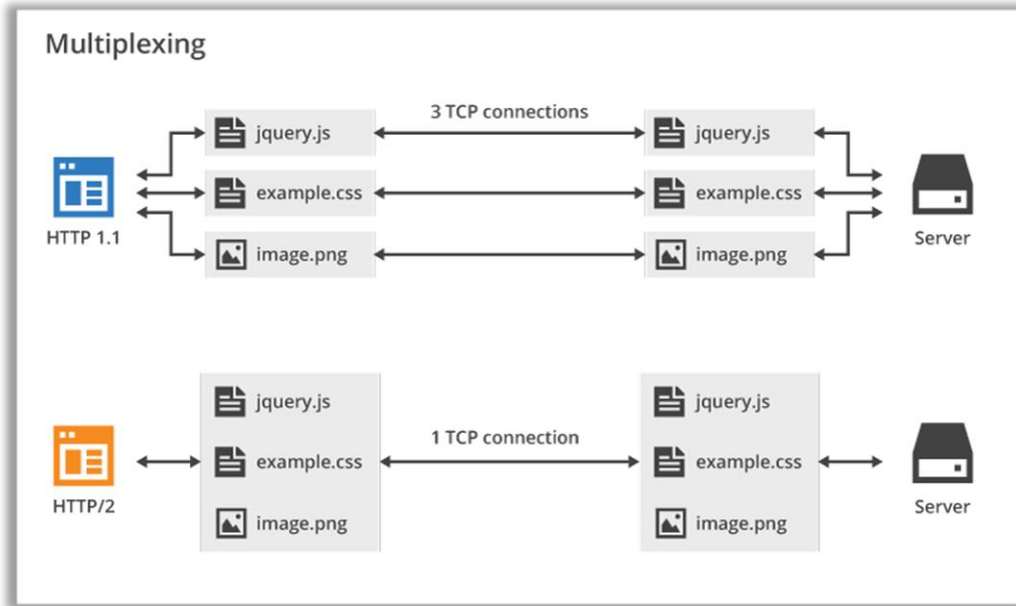 Multiplexing
3 TCP connections
jquery.js
jquery.js
example.css
example.css
image.png
image.png
HTTP 1.1
Server
jquery.js
jquery.js
1 TCP connection
example.css
example.css
HTTP/2
Server
image.png
image.png